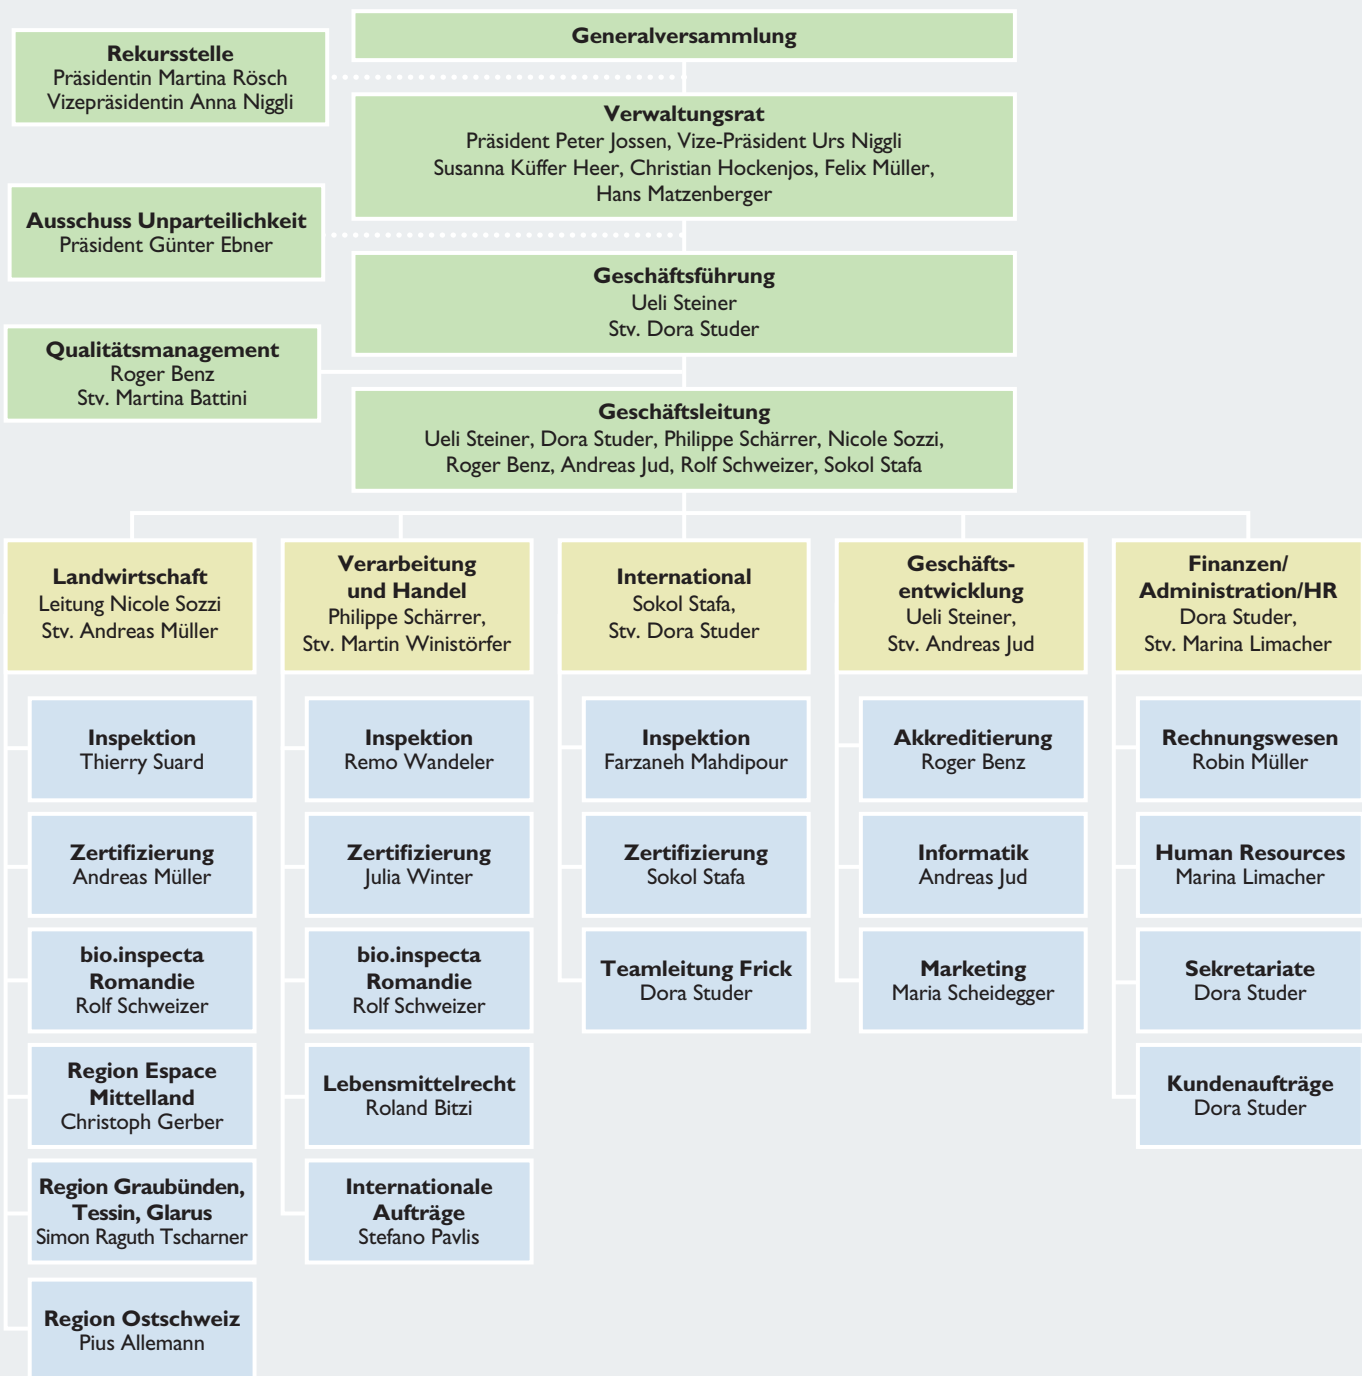 Generalversammlung
Rekursstelle
Präsidentin Martina Rösch
Vizepräsidentin Anna Niggli
Verwaltungsrat
Präsident Peter Jossen, Vize-Präsident Urs Niggli
Susanna Küffer Heer, Christian Hockenjos, Felix Müller,
Hans Matzenberger
Ausschuss Unparteilichkeit
Präsident Günter Ebner
Geschäftsführung
Ueli Steiner
Stv. Dora Studer
Qualitätsmanagement
Roger Benz
Stv. Martina Battini
Geschäftsleitung
Ueli Steiner, Dora Studer, Philippe Schärrer, Nicole Sozzi,
Roger Benz, Andreas Jud, Rolf Schweizer, Sokol Stafa
Landwirtschaft
Leitung Nicole Sozzi
Stv. Andreas Müller
Inspektion
Thierry Suard
Zertifizierung
Andreas Müller
bio.inspecta
Romandie
Rolf Schweizer
Region Espace
Mittelland
Christoph Gerber
Region Graubünden,
Tessin, Glarus
Simon Raguth Tscharner
Region Ostschweiz
Pius Allemann
Verarbeitung
und Handel
Philippe Schärrer,
Stv. Martin Winistörfer
Inspektion
Remo Wandeler
Zertifizierung
Julia Winter
bio.inspecta
Romandie
Rolf Schweizer
Lebensmittelrecht
Roland Bitzi
Internationale
Aufträge
Stefano Pavlis
International
Sokol Stafa,
Stv. Dora Studer
Inspektion
Farzaneh Mahdipour
Zertifizierung
Sokol Stafa
Teamleitung Frick
Dora Studer
Geschäfts-
entwicklung
Ueli Steiner,
Stv. Andreas Jud
Akkreditierung
Roger Benz
Informatik
Andreas Jud
Marketing
Maria Scheidegger
Finanzen/
Administration/HR
Dora Studer,
Stv. Marina Limacher
Rechnungswesen
Robin Müller
Human Resources
Marina Limacher
Sekretariate
Dora Studer
Kundenaufträge
Dora Studer